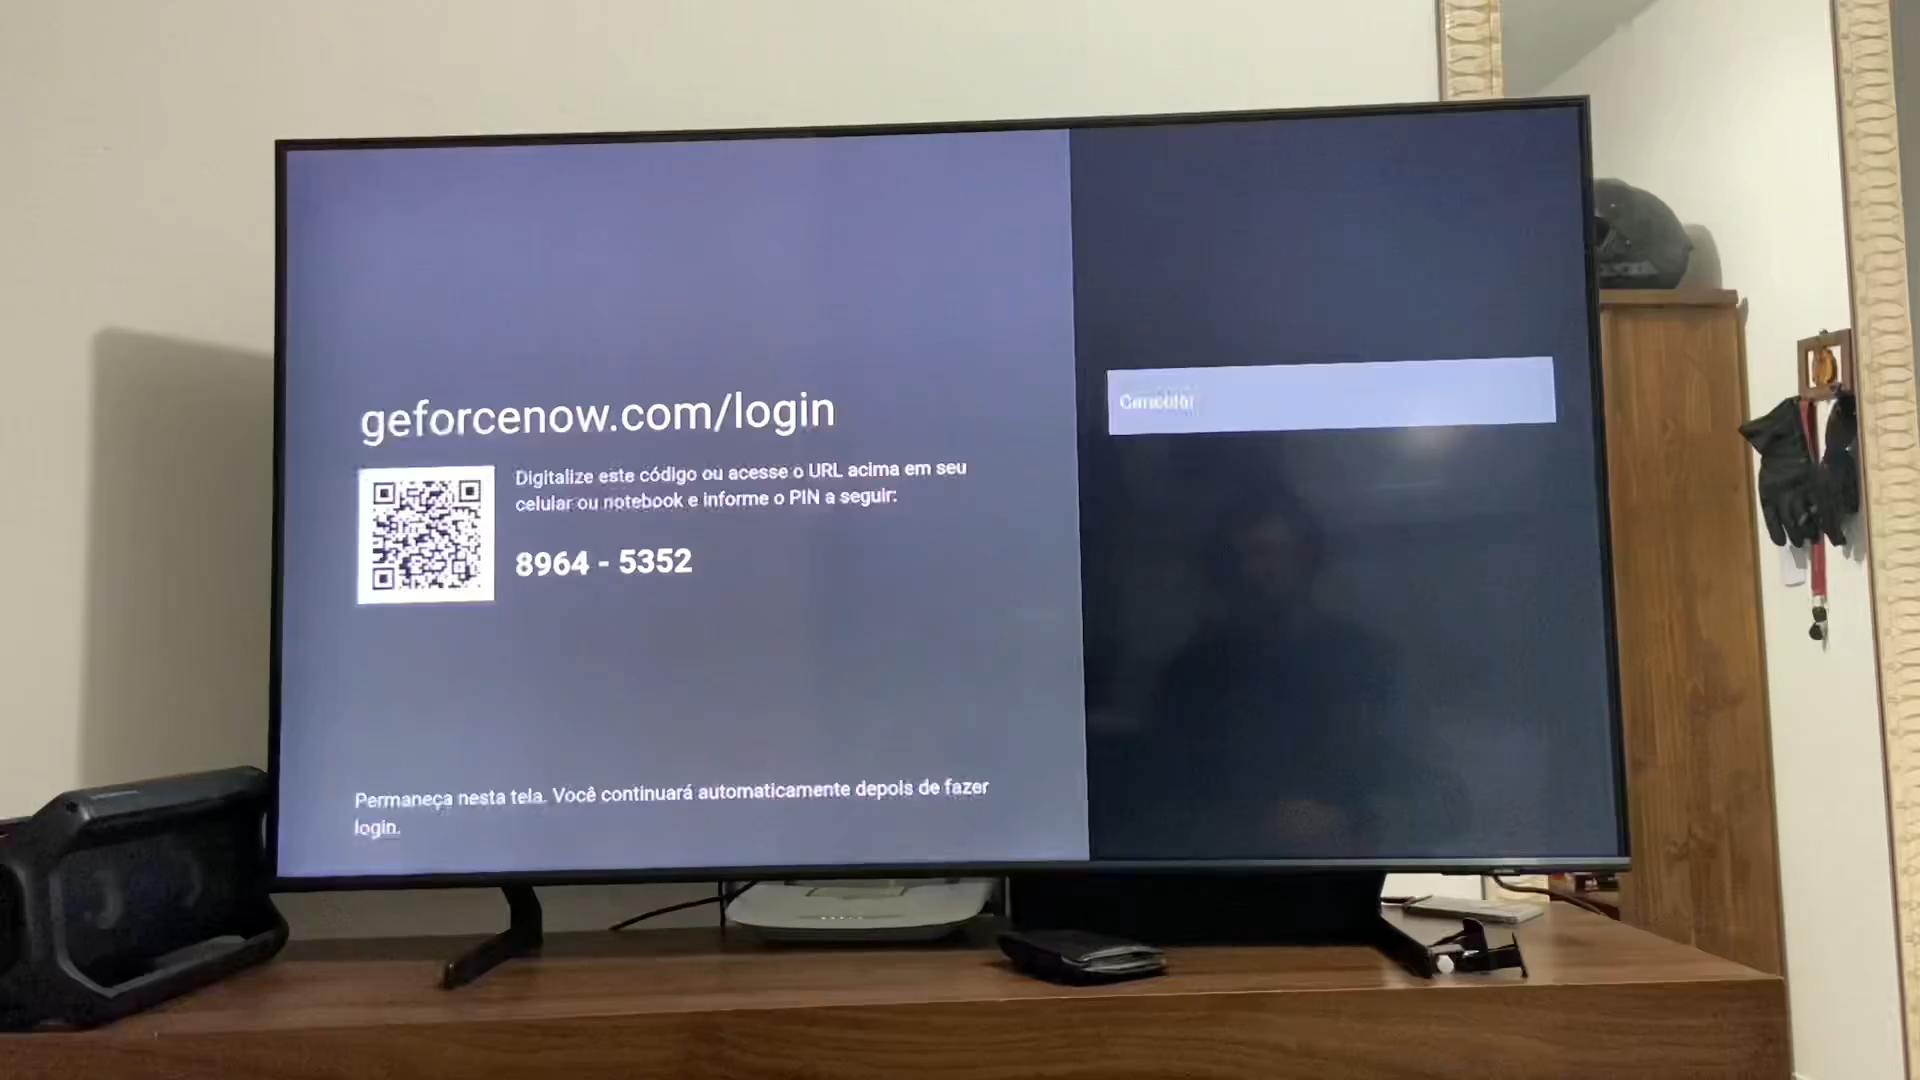 geforcenow.com/login
Digitalize este código ou acesse o URL acima em seu
celular ou notebook e informe o PIN a seguir:
8964 - 5352
Permaneça nesta tela. Você continuará automaticamente depois de fazer
login.
Cancelar